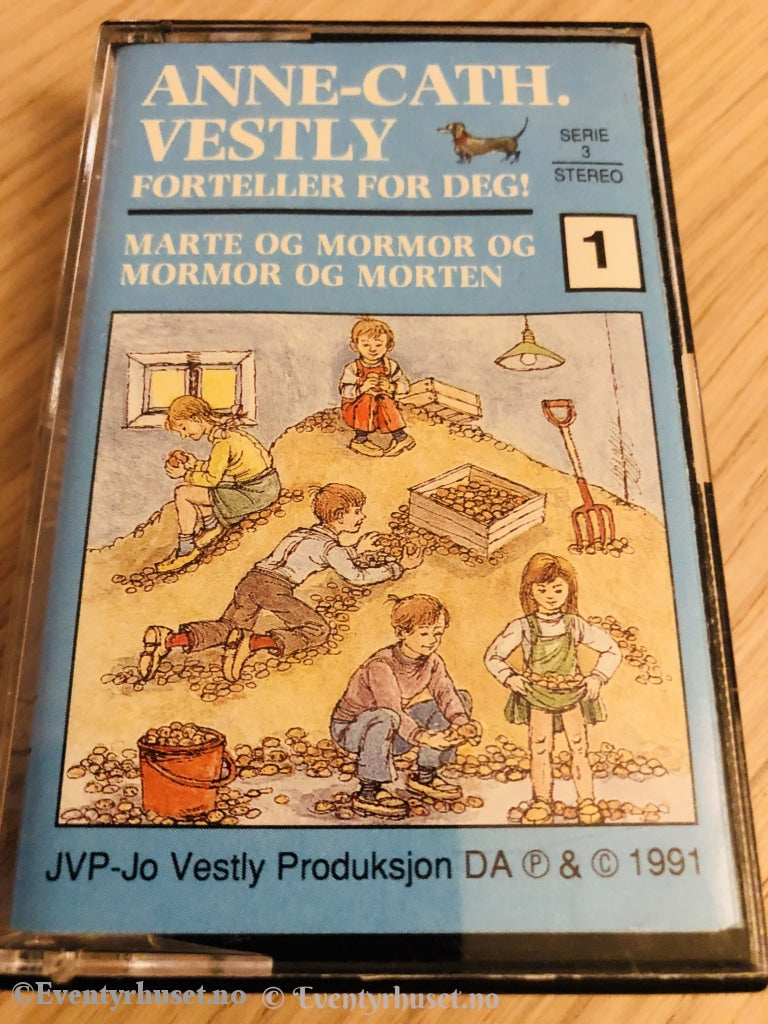 ANNE-CATH.
VESTLY
FORTELLER FOR DEG!
SERIE
3
STEREO
MARTE OG MORMOR OG
MORMOR OG MORTEN
1
JVP-Jo Vestly Produksjon DA ℗ & © 1991
©Eventyrhuset.no © Eventyrhuset.no